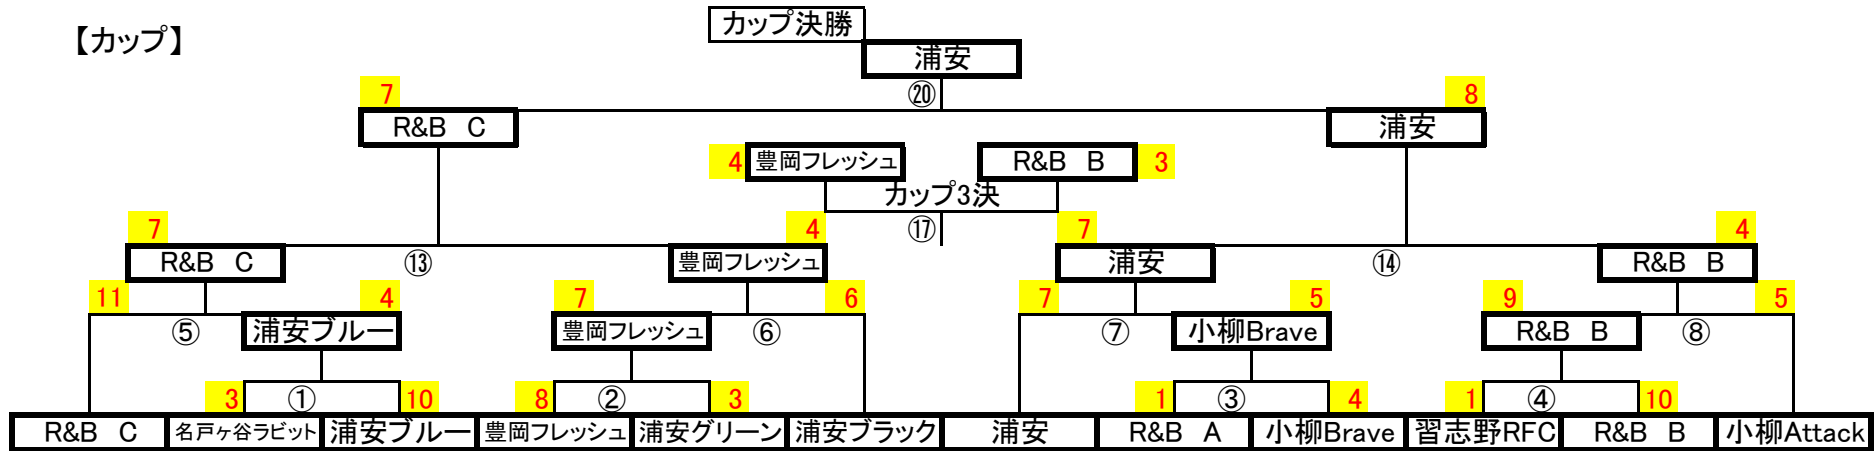 カップ決勝
【カップ】
浦安
7 ⑳ 8
R&B C 浦安
4 豊岡フレッシュ R&B B 3
カップ3決
7 4 ⑰ 7 4
R&B C ⑬ 豊岡フレッシュ 浦安 ⑭ R&B B
11 4 7 6 7 5 9 5
⑤ 浦安ブルー 豊岡フレッシュ ⑥ ⑦ 小柳Brave R&B B ⑧
3 ① 10 8 ② 3 1 ③ 4 1 ④ 10
R&B C 名戸ヶ谷ラビット 浦安ブルー 豊岡フレッシュ 浦安グリーン 浦安ブラック 浦安 R&B A 小柳Brave 習志野RFC R&B B 小柳Attack